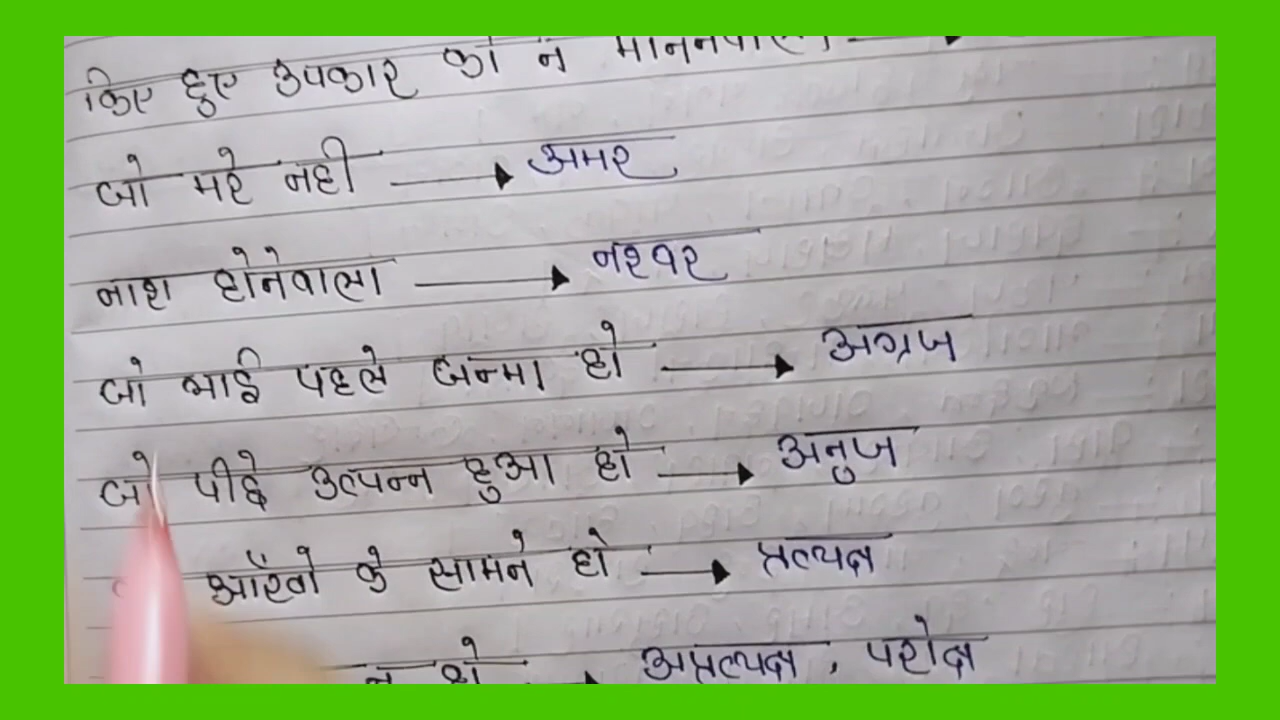 किए हुए उपकार को न माननेवाला →
जो मरे नही → अमर
नाश होनेवाला → नश्वर
जो भाई पहले जन्मा हो → अग्रज
जो पीछे उत्पन्न हुआ हो → अनुज
आँखो के सामने हो → प्रत्यक्ष
न हो → अप्रत्यक्ष, परोक्ष